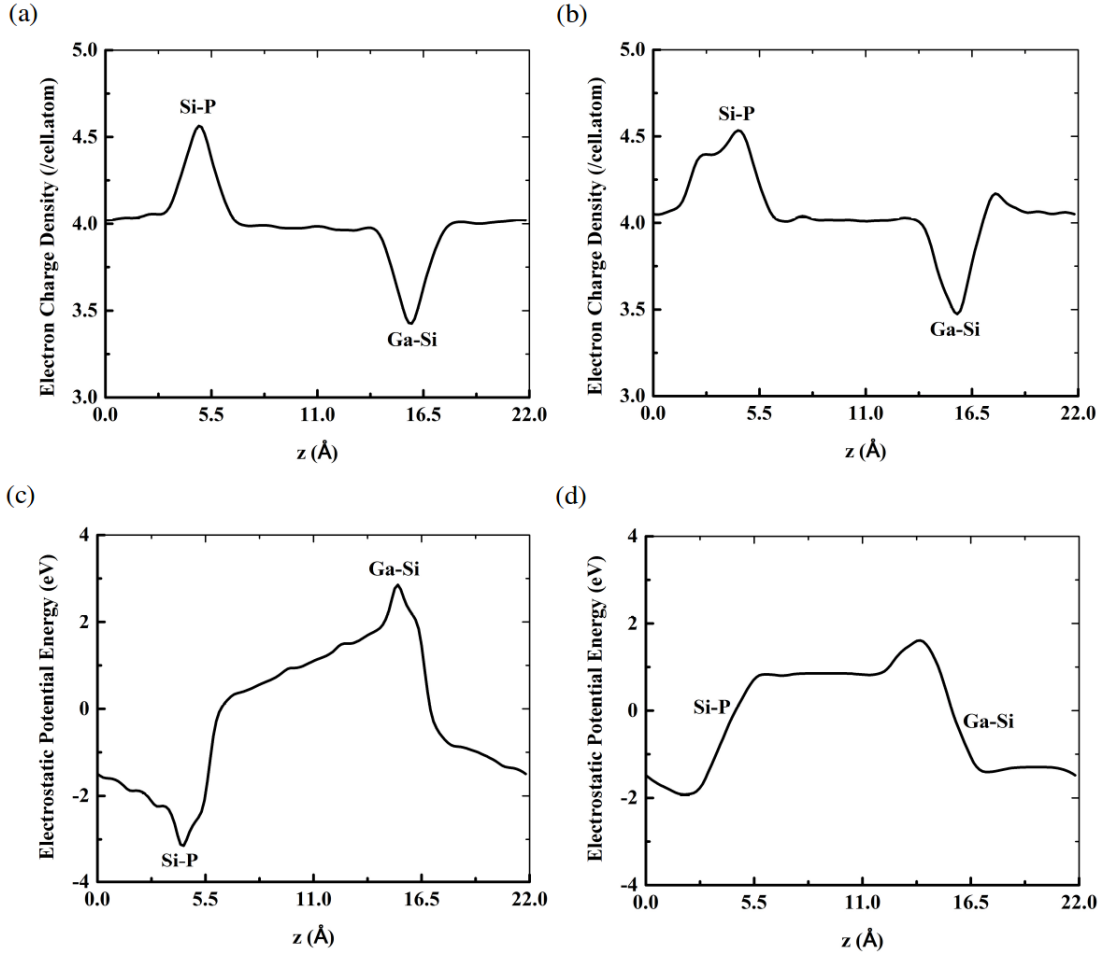 (a)
5.0
4.5
4.0
3.5
3.0
Electron Charge Density (/cell.atom)
Si-P
Ga-Si
0.0 5.5 11.0 16.5 22.0
z (Å)
(b)
5.0
4.5
4.0
3.5
3.0
Electron Charge Density (/cell.atom)
Si-P
Ga-Si
0.0 5.5 11.0 16.5 22.0
z (Å)
(c)
4
2
0
-2
-4
Electrostatic Potential Energy (eV)
Ga-Si
Si-P
0.0 5.5 11.0 16.5 22.0
z (Å)
(d)
4
2
0
-2
-4
Electrostatic Potential Energy (eV)
Si-P
Ga-Si
0.0 5.5 11.0 16.5 22.0
z (Å)